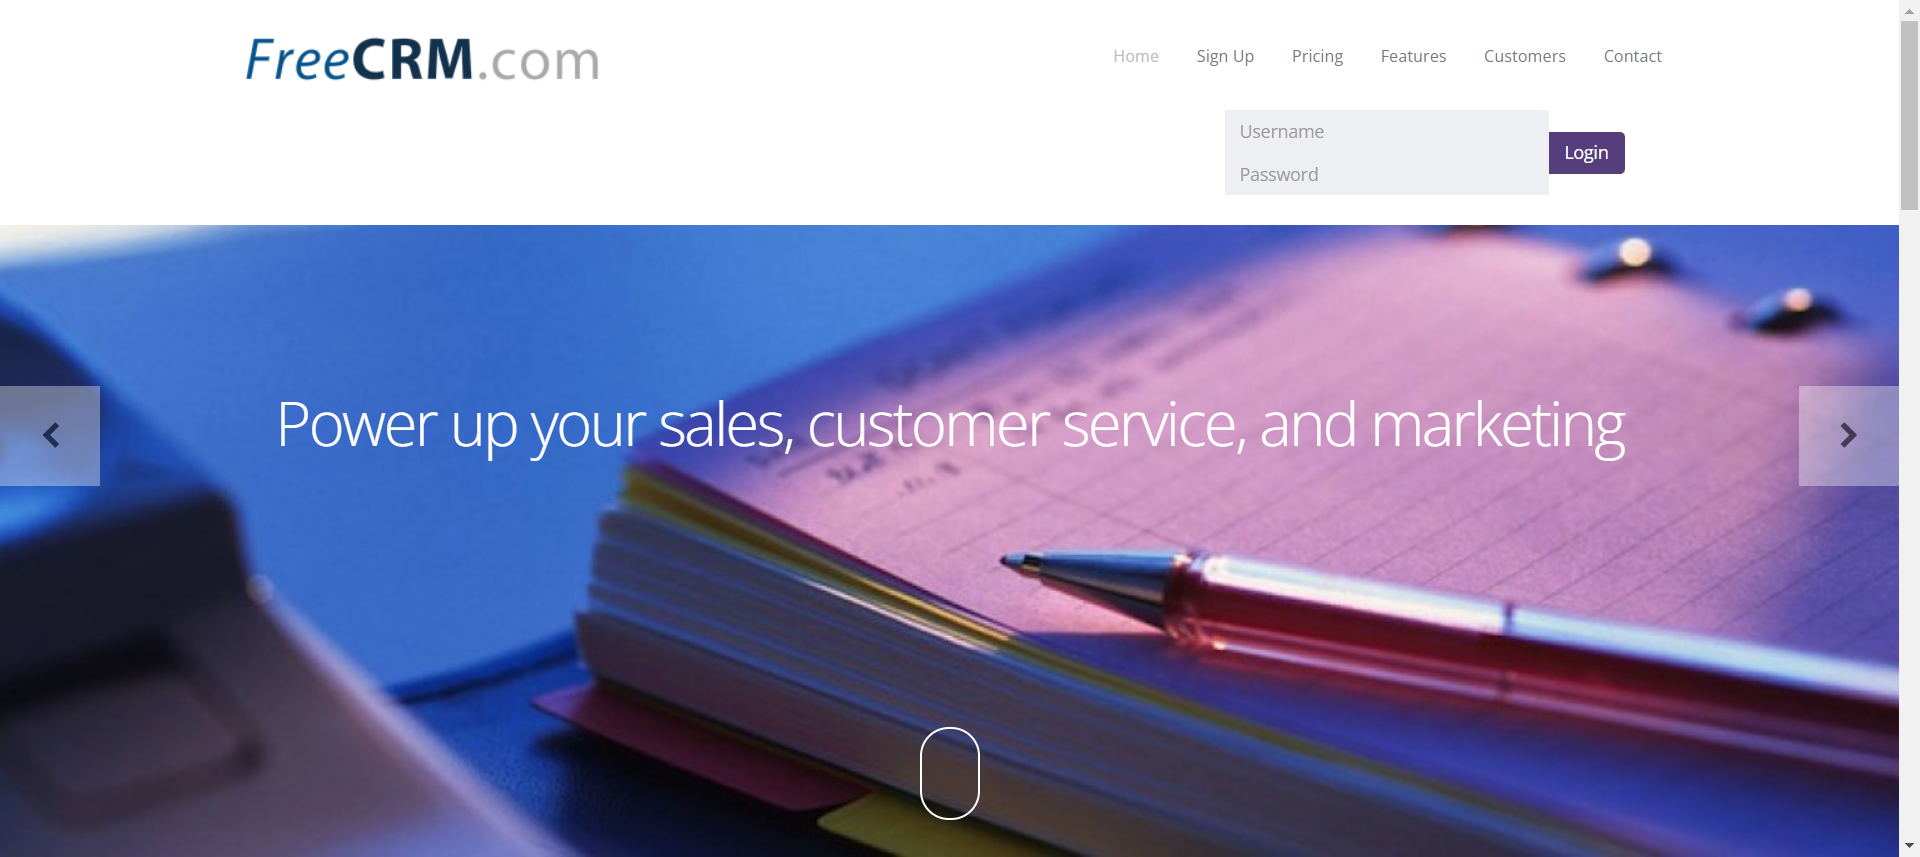 FreeCRM.com
Home Sign Up Pricing Features Customers Contact
Username
Password
Login
Power up your sales, customer service, and marketing